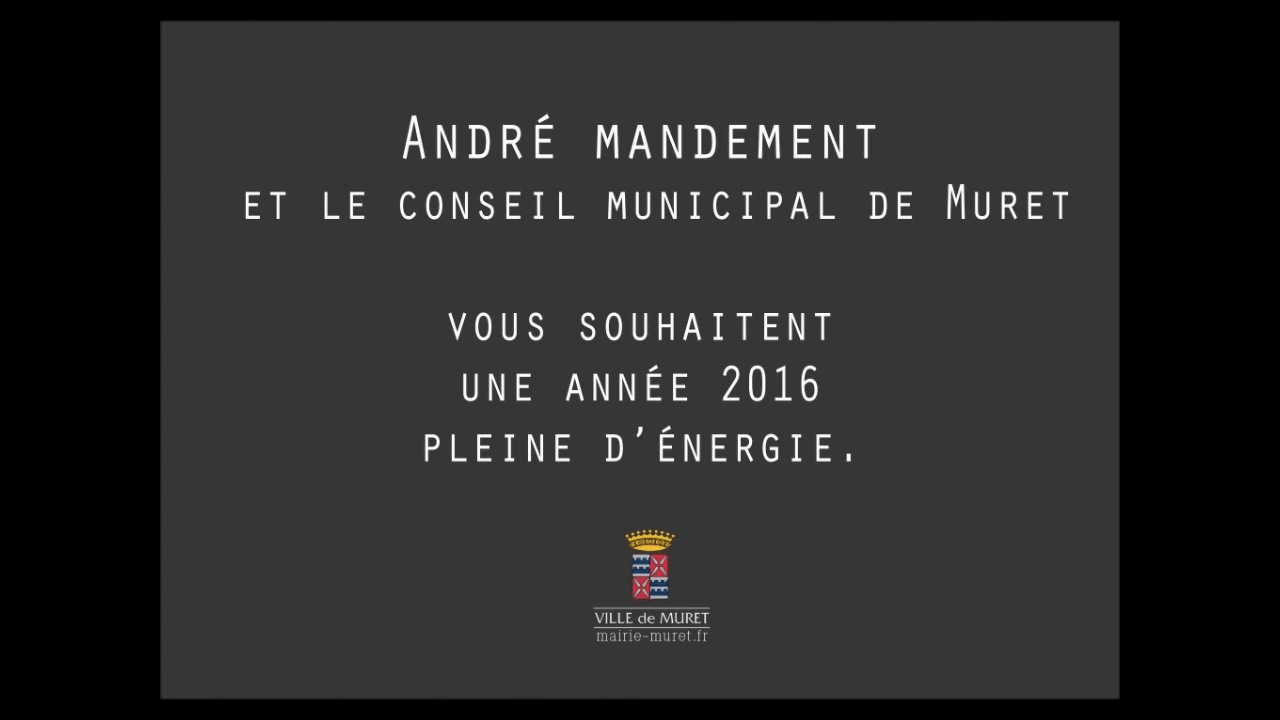 ANDRÉ MANDEMENT
ET LE CONSEIL MUNICIPAL DE MURET
VOUS SOUHAITENT
UNE ANNÉE 2016
PLEINE D'ÉNERGIE.
VILLE de MURET
mairie-muret.fr